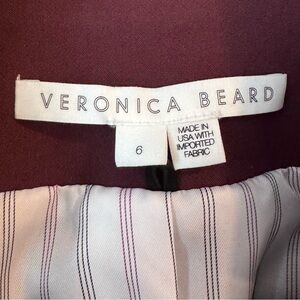 VERONICA BEARD
6
MADE IN
USA WITH
IMPORTED
FABRIC